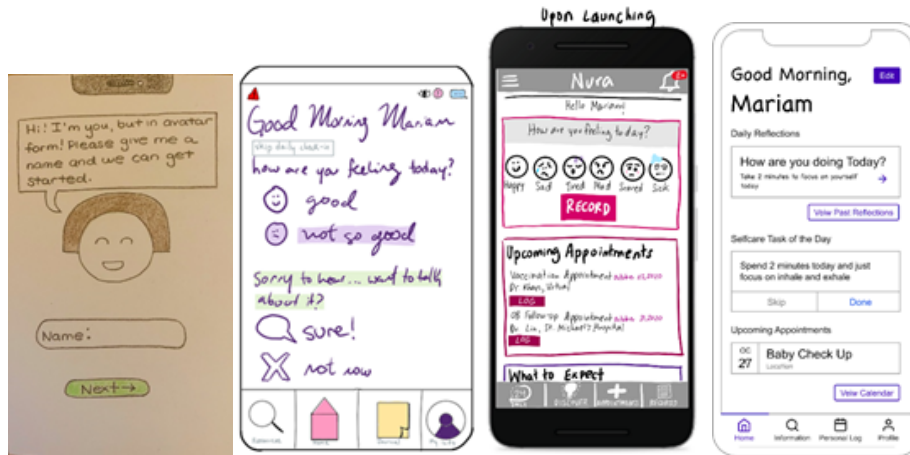 Hi! I'm you, but in avatar
form! Please give me a
name and we can get
started.
Name:
Next→
Good Morning Mariam
skip daily check-in
how are you feeling today?
good
not so good
Sorry to hear... want to talk
about it?
sure!
not now
Resources
Home
Journal
My Life
Upon Launching
Nura
Hello Mariam!
How are you feeling today?
Happy Sad Tired Mad Scared Sick
RECORD
Upcoming Appointments
Vaccination Appointment
Dr Khan, Virtual
LOG
OB Follow-up Appointment
Dr. Liu, St. Michael's Hospital
LOG
What to Expect
DISCOVER APPOINTMENTS
Good Morning,
Edit
Mariam
Daily Reflections
How are you doing Today?
Take 2 minutes to focus on yourself
today
View Past Reflections
Selfcare Task of the Day
Spend 2 minutes today and just
focus on inhale and exhale
Skip Done
Upcoming Appointments
OC
27
Baby Check Up
Location
View Calendar
Home Information Personal Log Profile